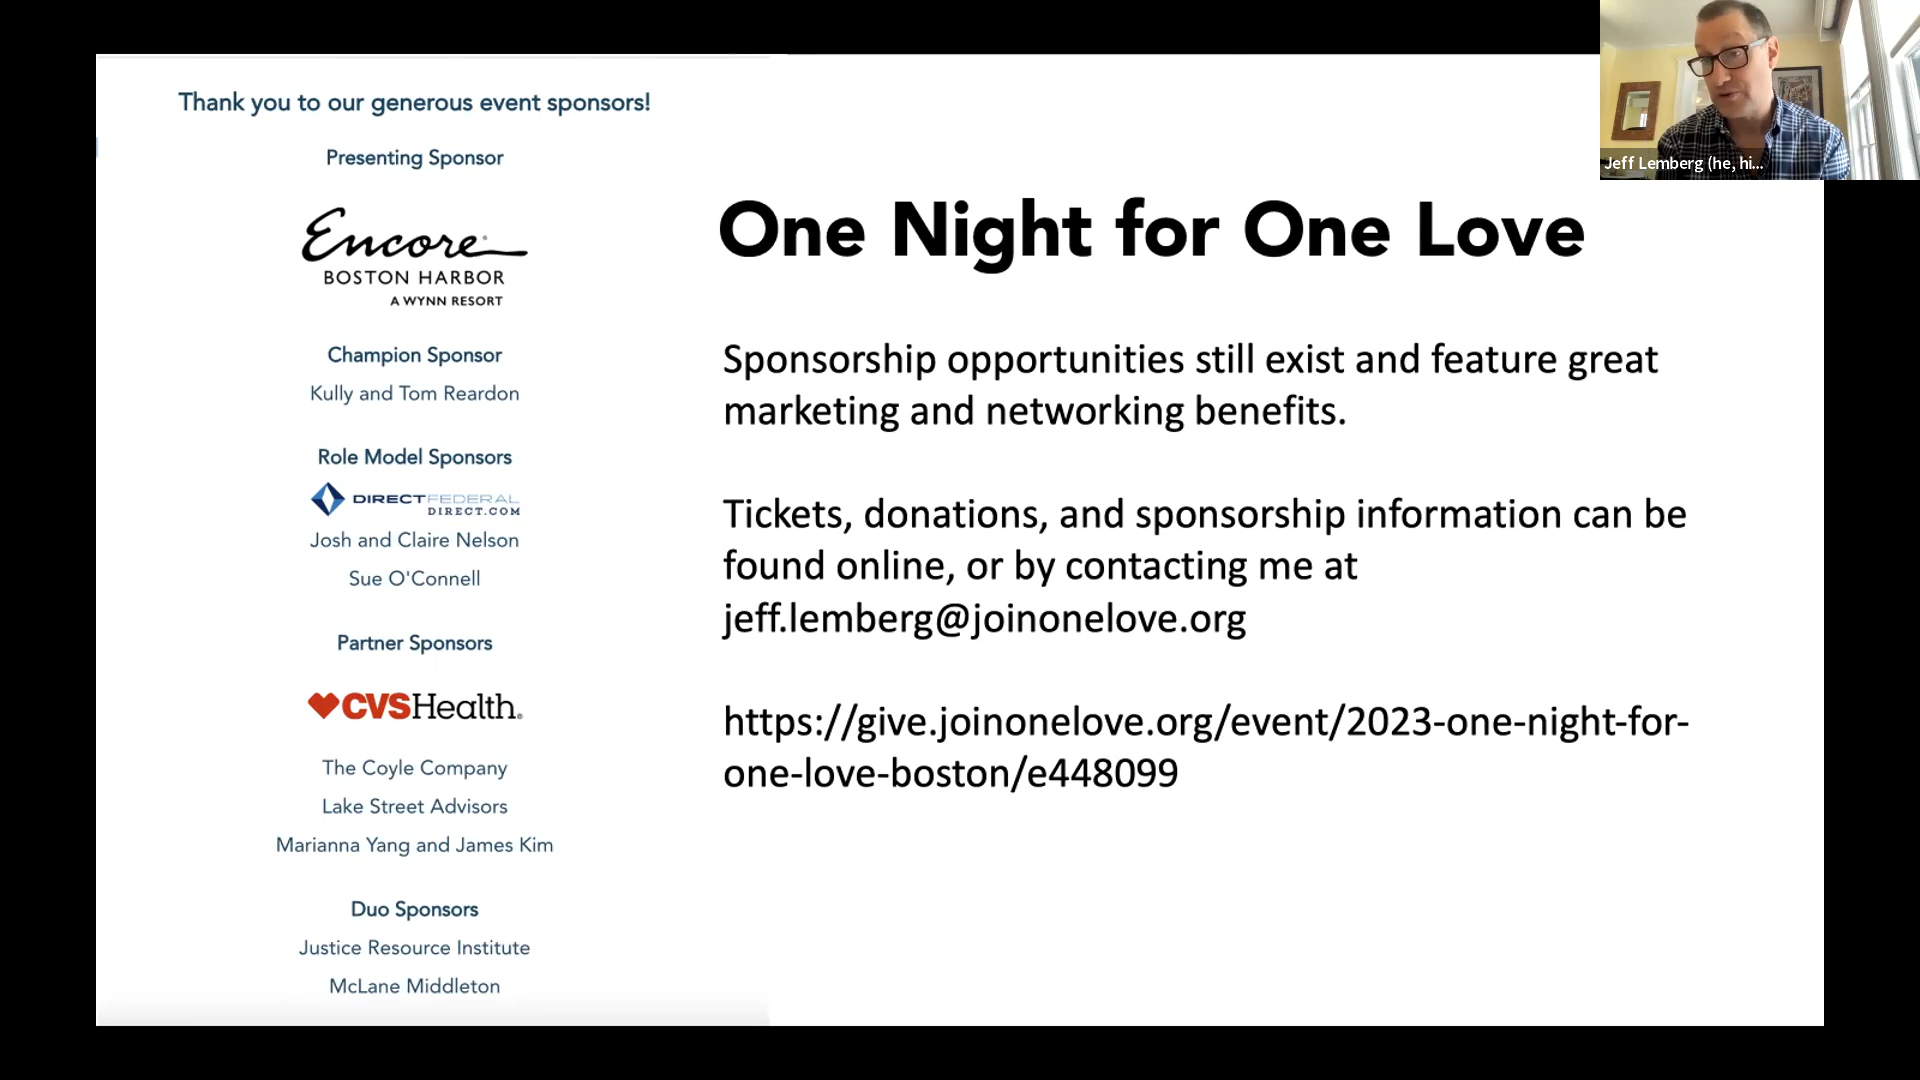 Thank you to our generous event sponsors!
Presenting Sponsor
Encore
BOSTON HARBOR
A WYNN RESORT
Champion Sponsor
Kully and Tom Reardon
Role Model Sponsors
DIRECTFEDERAL
DIRECT.COM
Josh and Claire Nelson
Sue O'Connell
Partner Sponsors
CVSHealth®
The Coyle Company
Lake Street Advisors
Marianna Yang and James Kim
Duo Sponsors
Justice Resource Institute
McLane Middleton
One Night for One Love
Sponsorship opportunities still exist and feature great
marketing and networking benefits.
Tickets, donations, and sponsorship information can be
found online, or by contacting me at
jeff.lemberg@joinonelove.org
https://give.joinonelove.org/event/2023-one-night-for-
one-love-boston/e448099
Jeff Lemberg (he, hi...